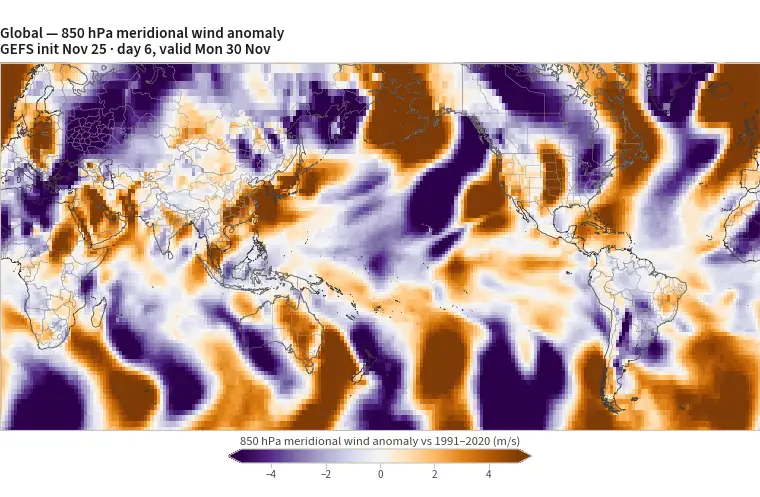 Global — 850 hPa meridional wind anomaly
GEFS init Nov 25 · day 6, valid Mon 30 Nov
850 hPa meridional wind anomaly vs 1991–2020 (m/s)
−4 −2 0 2 4